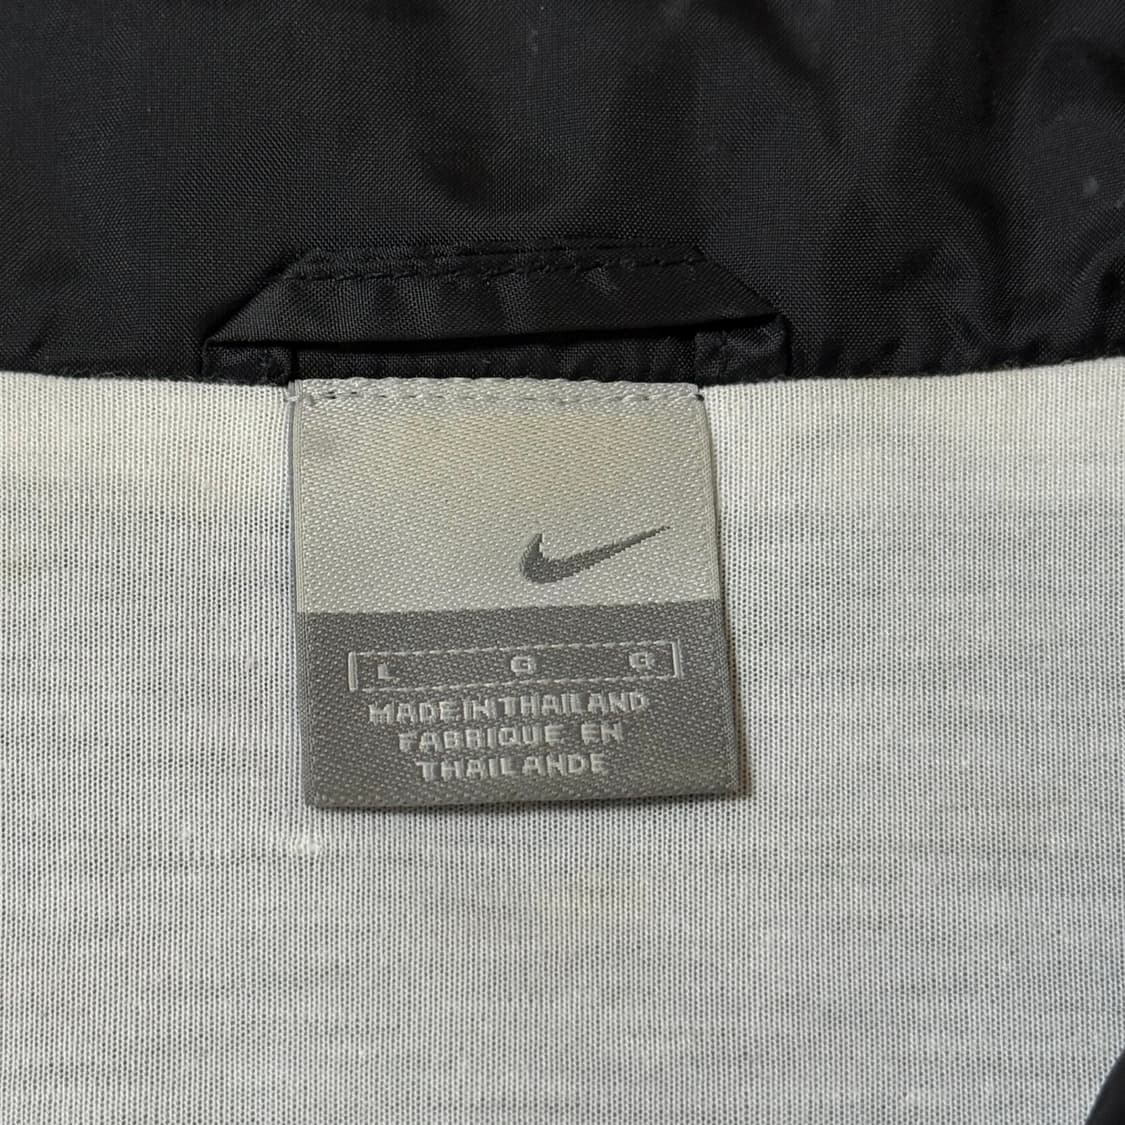 L G G
MADE IN THAILAND
FABRIQUE EN
THAILANDE